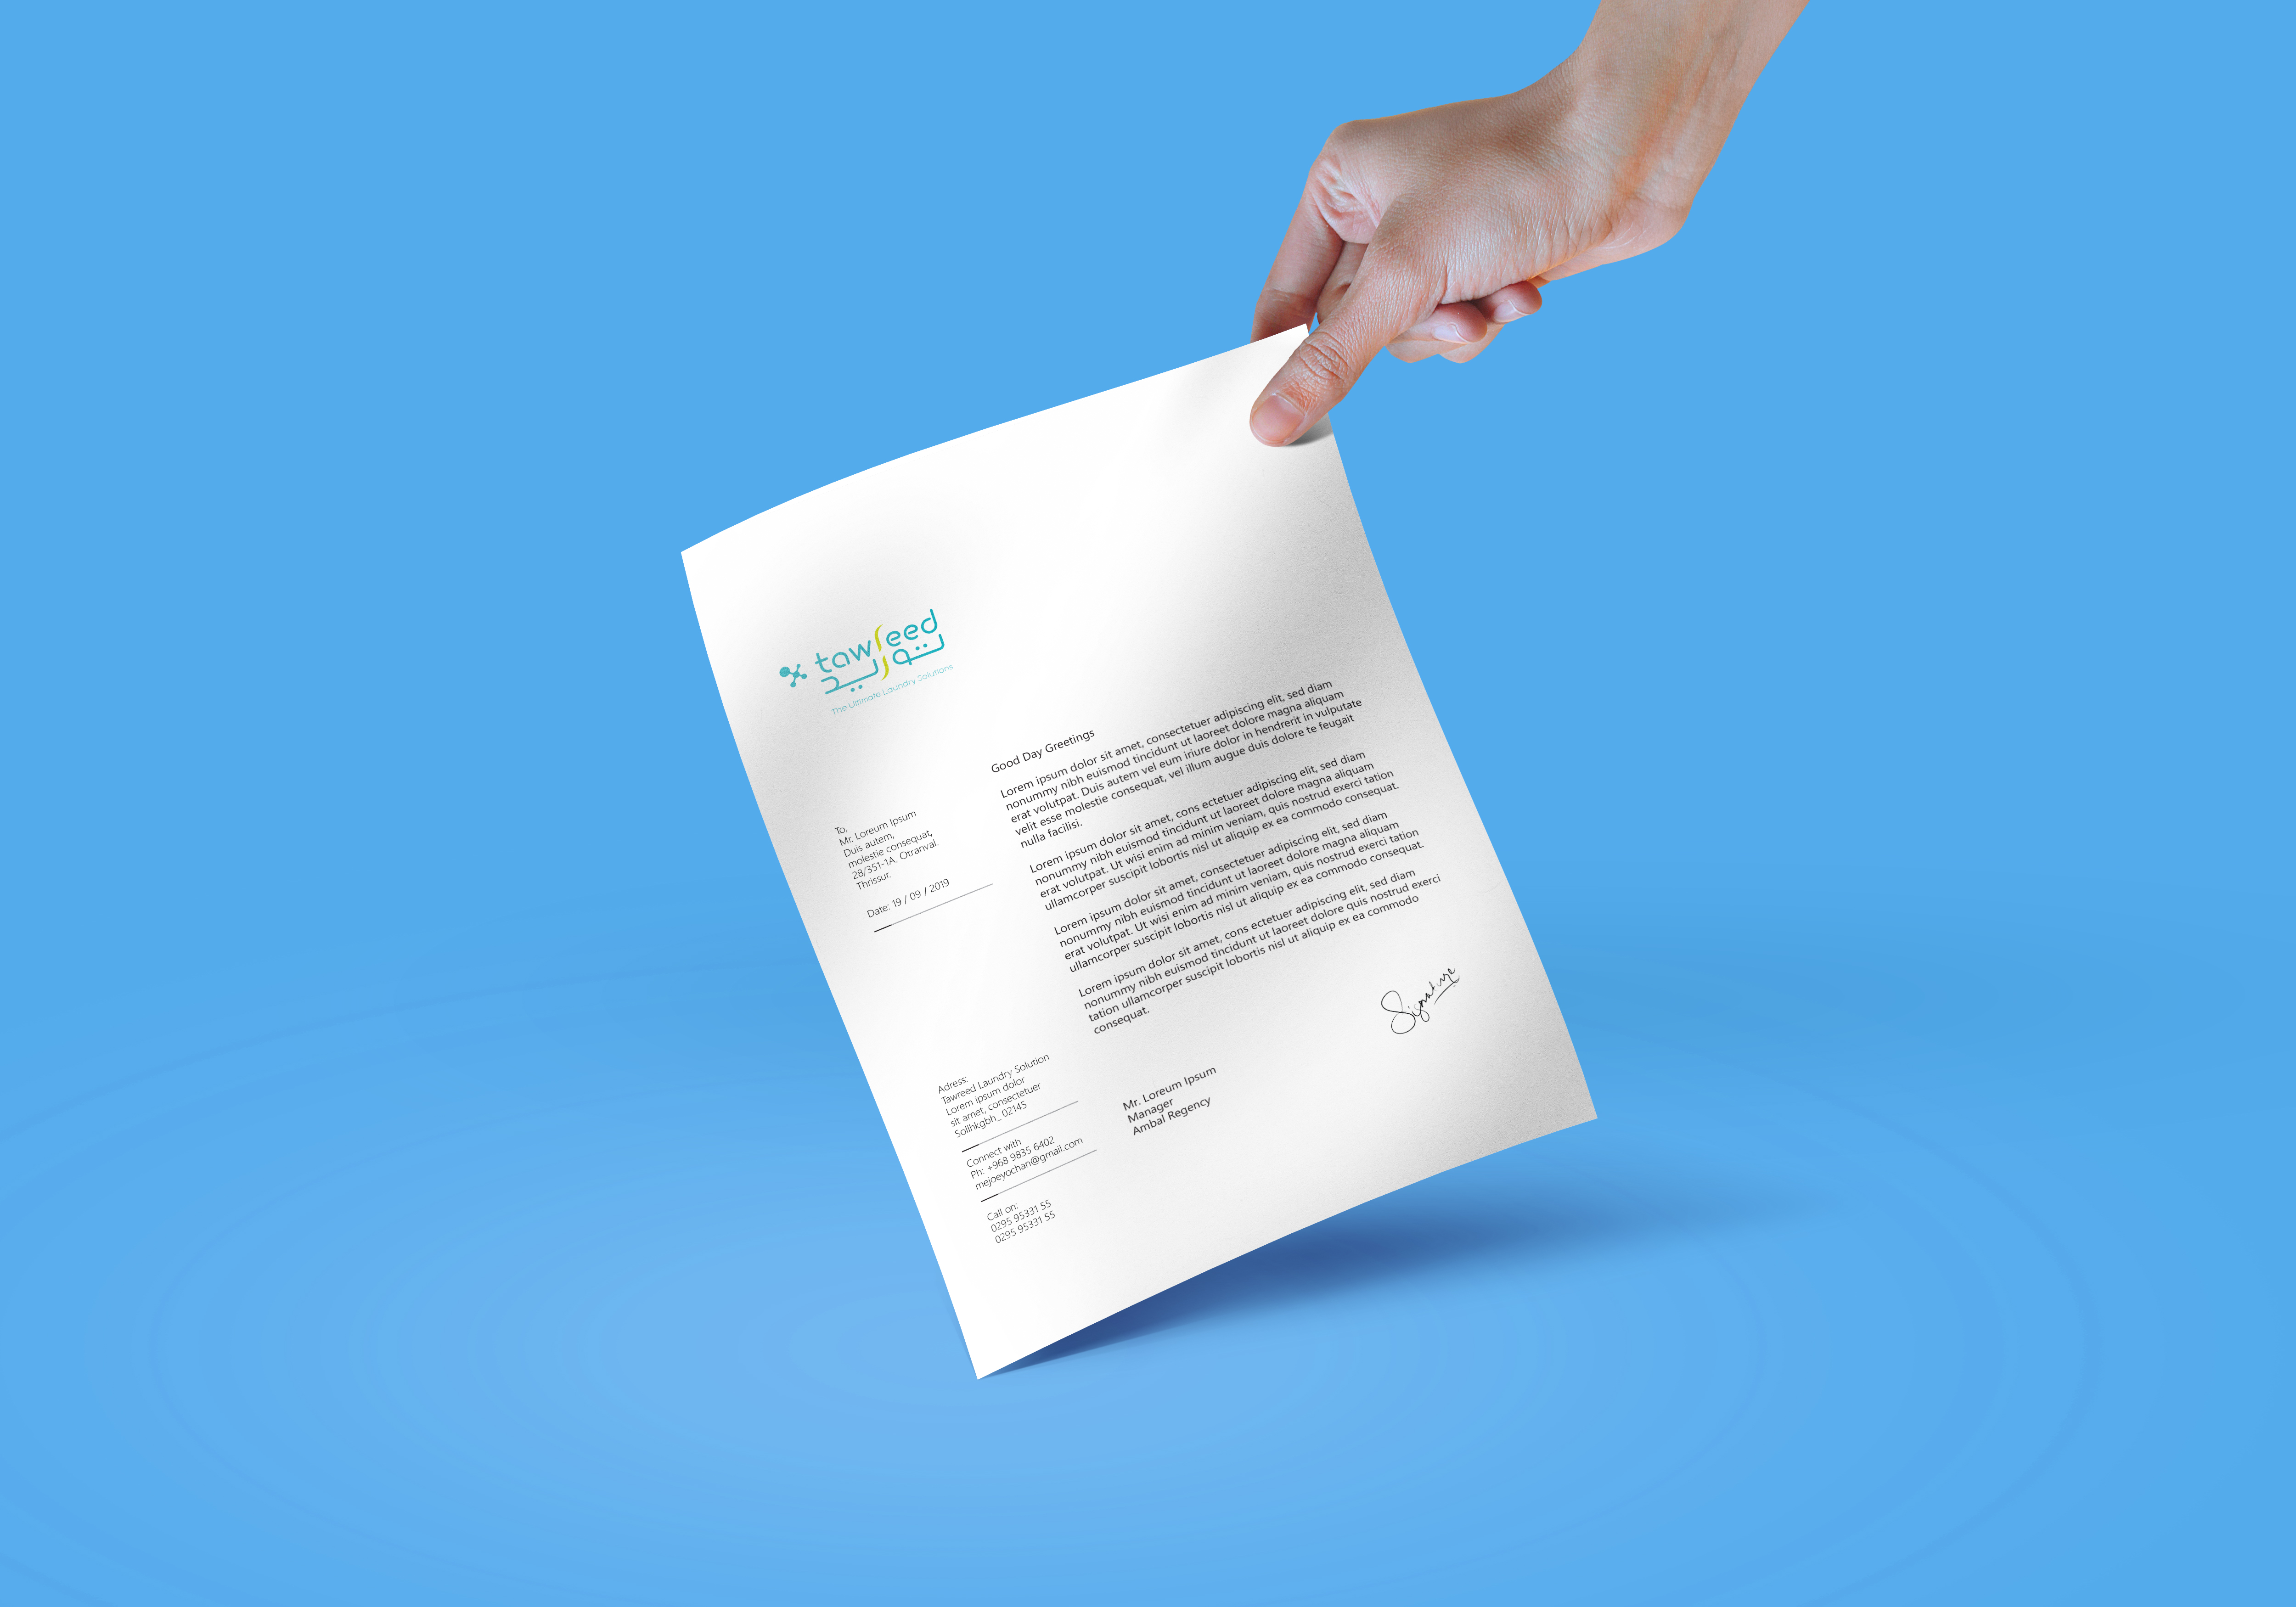 tawreed
توريد
The Ultimate Laundry Solutions
To,
Mr. Loreum Ipsum
Duis autem,
molestie consequat,
28/351-1A, Otranval.
Thrissur.
Date: 19 / 09 / 2019
Good Day Greetings
Lorem ipsum dolor sit amet, consectetuer adipiscing elit, sed diam
nonummy nibh euismod tincidunt ut laoreet dolore magna aliquam
erat volutpat. Duis autem vel eum iriure dolor in hendrerit in vulputate
velit esse molestie consequat, vel illum augue duis dolore te feugait
nulla facilisi.
Lorem ipsum dolor sit amet, cons ectetuer adipiscing elit, sed diam
nonummy nibh euismod tincidunt ut laoreet dolore magna aliquam
erat volutpat. Ut wisi enim ad minim veniam, quis nostrud exerci tation
ullamcorper suscipit lobortis nisl ut aliquip ex ea commodo consequat.
Lorem ipsum dolor sit amet, consectetuer adipiscing elit, sed diam
nonummy nibh euismod tincidunt ut laoreet dolore magna aliquam
erat volutpat. Ut wisi enim ad minim veniam, quis nostrud exerci tation
ullamcorper suscipit lobortis nisl ut aliquip ex ea commodo consequat.
Lorem ipsum dolor sit amet, cons ectetuer adipiscing elit, sed diam
nonummy nibh euismod tincidunt ut laoreet dolore quis nostrud exerci
tation ullamcorper suscipit lobortis nisl ut aliquip ex ea commodo
consequat.
Signature
Mr. Loreum Ipsum
Manager
Ambal Regency
Adress:
Tawreed Laundry Solution
Lorem ipsum dolor
sit amet, consectetuer
Sollhkgbh_ 02145
Connect with
Ph: +968 9835 6402
mejoeyochan@gmail.com
Call on:
0295 95331 55
0295 95331 55